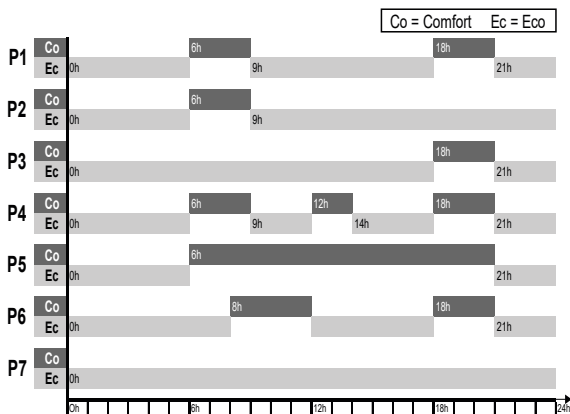 Co = Comfort Ec = Eco
P1 Co 6h 18h
Ec 0h 9h 21h
P2 Co 6h
Ec 0h 9h
P3 Co 18h
Ec 0h 21h
P4 Co 6h 12h 18h
Ec 0h 9h 14h 21h
P5 Co 6h
Ec 0h 21h
P6 Co 8h 18h
Ec 0h 21h
P7 Co
Ec 0h
0h 6h 12h 18h 24h